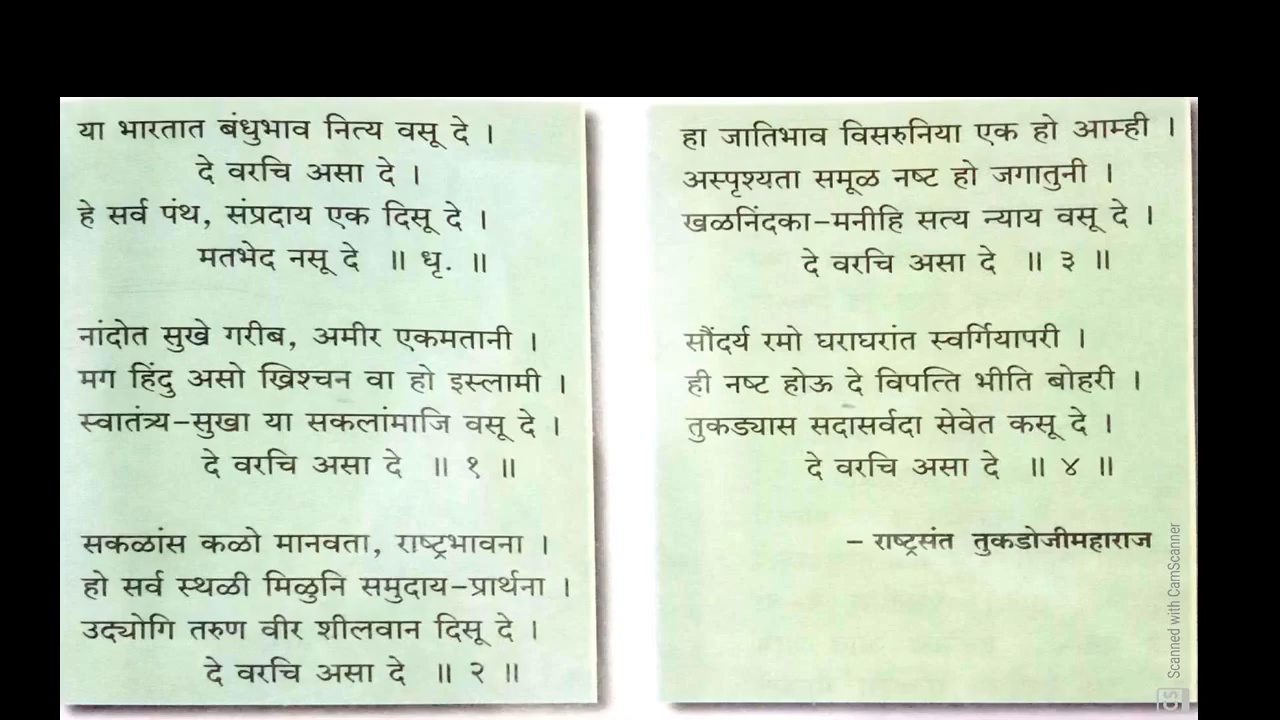 या भारतात बंधुभाव नित्य वसू दे ।
दे वरचि असा दे ।
हे सर्व पंथ, संप्रदाय एक दिसू दे ।
मतभेद नसू दे ॥ धृ. ॥
नांदोत सुखे गरीब, अमीर एकमतानी ।
मग हिंदु असो ख्रिश्चन वा हो इस्लामी ।
स्वातंत्र्य-सुखा या सकलांमाजि वसू दे ।
दे वरचि असा दे ॥ १ ॥
सकळांस कळो मानवता, राष्ट्रभावना ।
हो सर्व स्थळी मिळुनि समुदाय-प्रार्थना ।
उद्योगि तरुण वीर शीलवान दिसू दे ।
दे वरचि असा दे ॥ २ ॥
हा जातिभाव विसरुनिया एक हो आम्ही ।
अस्पृश्यता समूळ नष्ट हो जगातुनी ।
खळनिंदका-मनीहि सत्य न्याय वसू दे ।
दे वरचि असा दे ॥ ३ ॥
सौंदर्य रमो घराघरांत स्वर्गियापरी ।
ही नष्ट होऊ दे विपत्ति भीति बोहरी ।
तुकड्यास सदासर्वदा सेवेत कसू दे ।
दे वरचि असा दे ॥ ४ ॥
– राष्ट्रसंत तुकडोजीमहाराज
CS Scanned with CamScanner